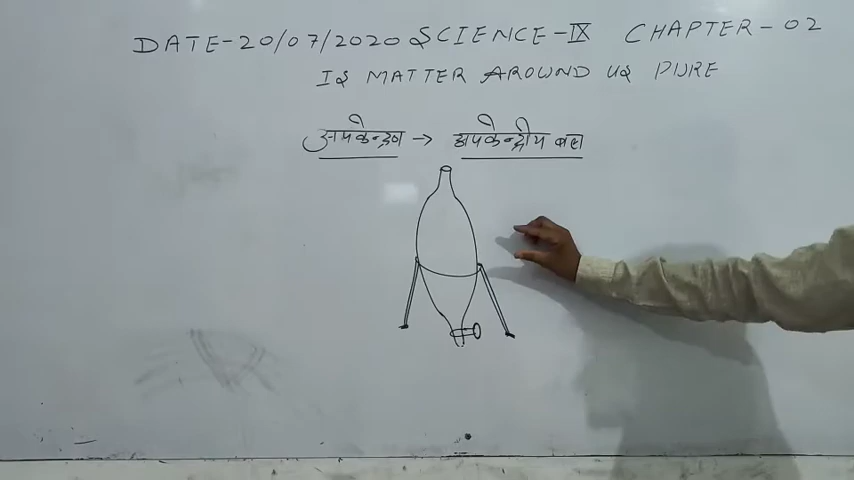 DATE-20/07/2020 SCIENCE-IX CHAPTER-02
IS MATTER AROUND US PURE
अपकेन्द्रण → अपकेन्द्रीय बल